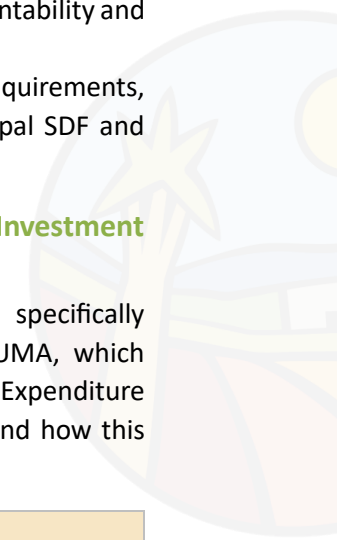 ntability and
quirements,
pal SDF and
Investment
specifically
UMA, which
Expenditure
nd how this